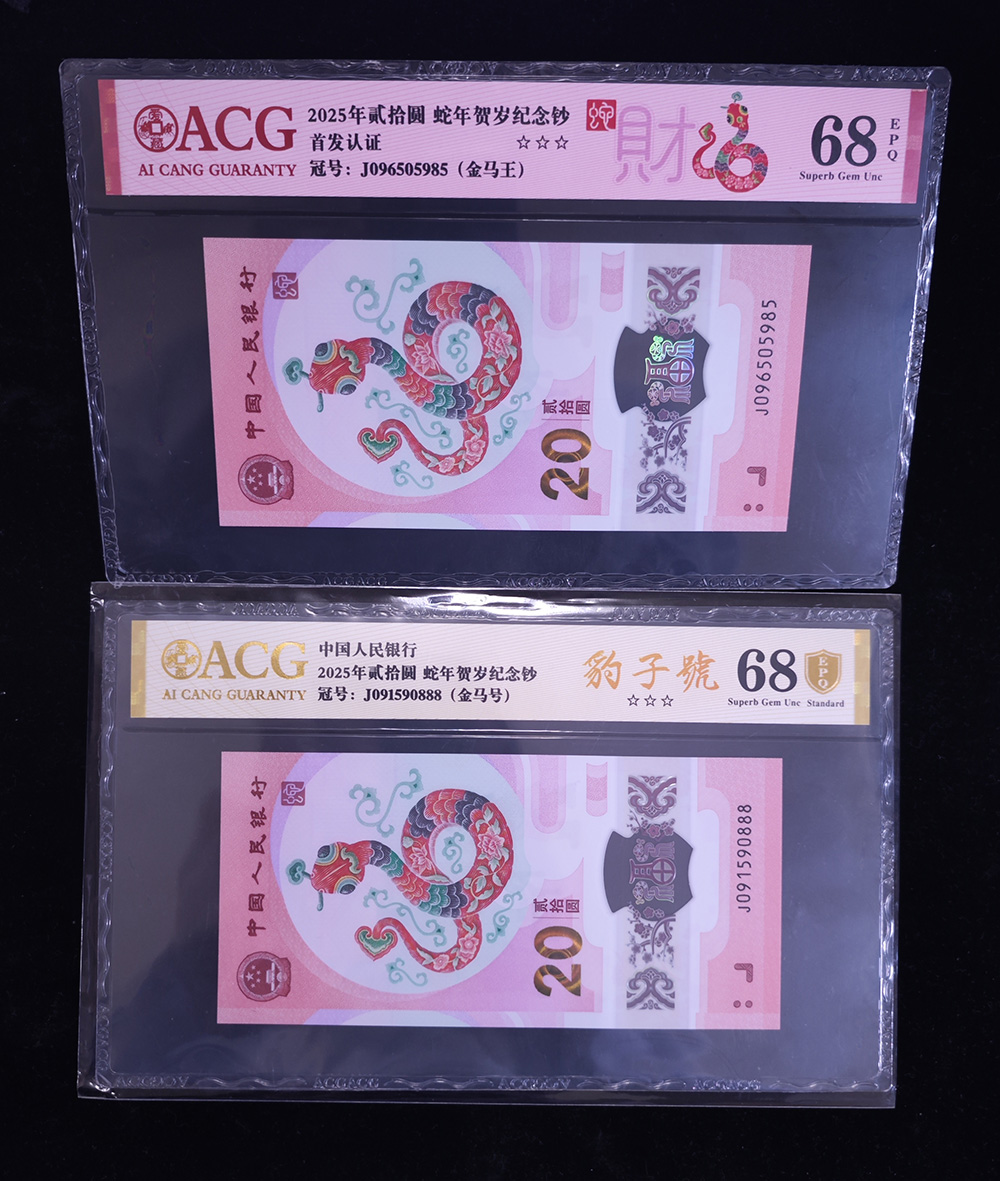 ACG
AI CANG GUARANTY
2025年贰拾圆 蛇年贺岁纪念钞
首发认证 ☆☆☆
冠号：J096505985（金马王）
財
68
EPQ
Superb Gem Unc
中国人民银行
贰拾圆
20
福
J096505985
ACG
AI CANG GUARANTY
中国人民银行
2025年贰拾圆 蛇年贺岁纪念钞
冠号：J091590888（金马号）
豹子號
☆☆☆
68
EPQ
Superb Gem Unc Standard
中国人民银行
贰拾圆
20
福
J091590888